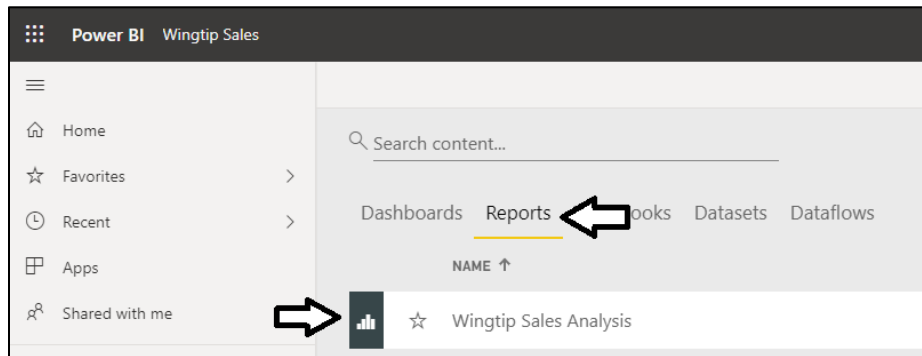 Power BI Wingtip Sales
Home
Favorites
Recent
Apps
Shared with me
Search content...
Dashboards Reports ooks Datasets Dataflows
NAME
Wingtip Sales Analysis